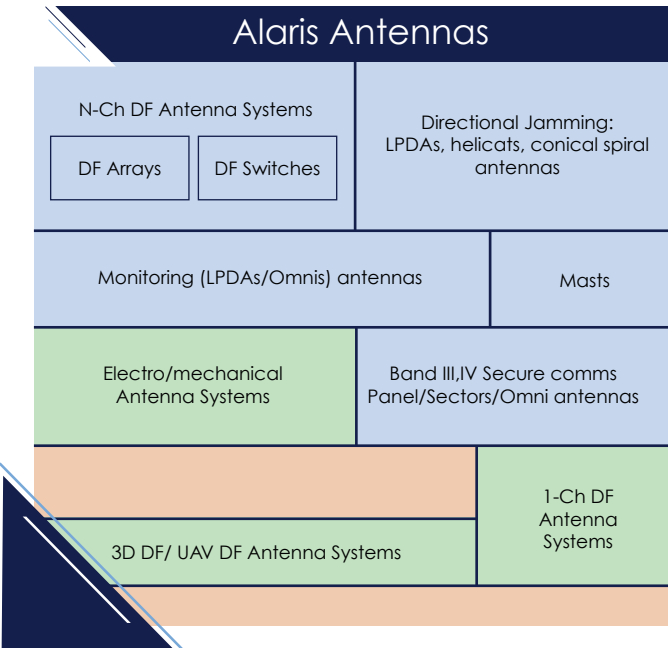 Alaris Antennas
N-Ch DF Antenna Systems
DF Arrays
DF Switches
Directional Jamming:
LPDAs, helicats, conical spiral
antennas
Monitoring (LPDAs/Omnis) antennas
Masts
Electro/mechanical
Antenna Systems
Band III,IV Secure comms
Panel/Sectors/Omni antennas
1-Ch DF
Antenna
Systems
3D DF/ UAV DF Antenna Systems